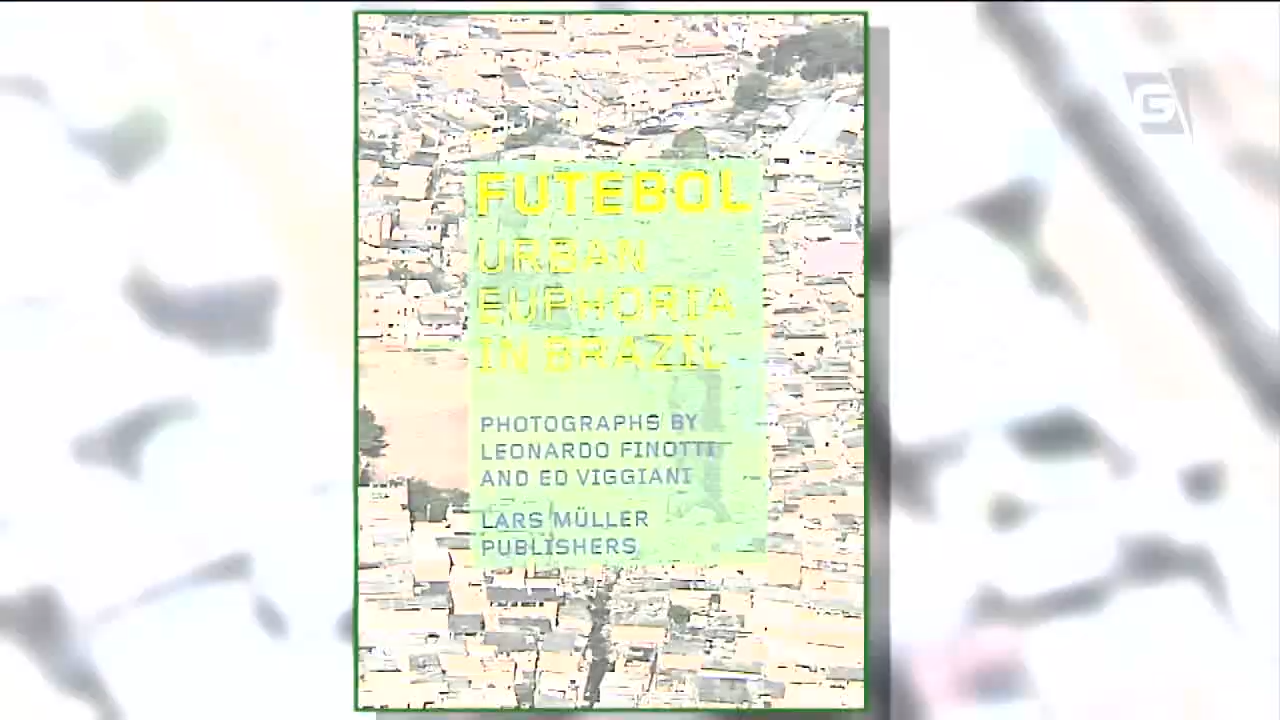 FUTEBOL
URBAN
EUPHORIA
IN BRAZIL
PHOTOGRAPHS BY
LEONARDO FINOTTI
AND ED VIGGIANI
LARS MÜLLER
PUBLISHERS
G